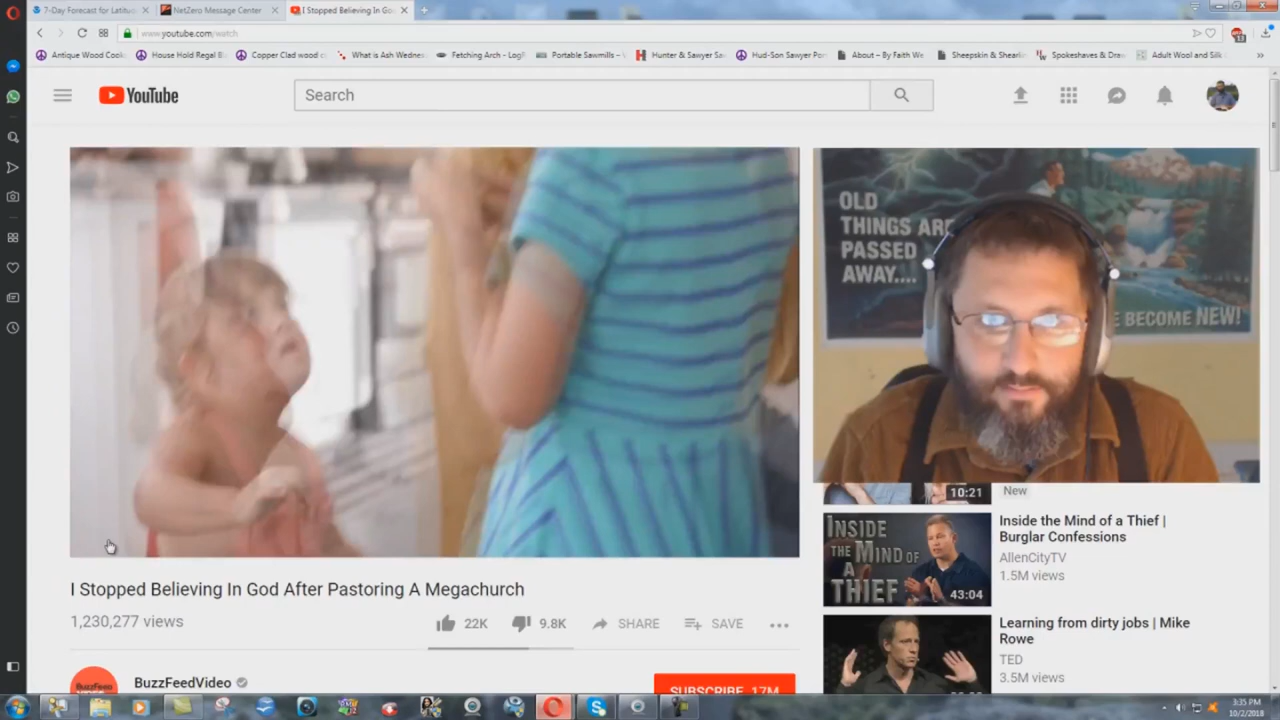 7-Day Forecast for Latitud
NetZero Message Center
I Stopped Believing In Go
www.youtube.com/watch
Antique Wood Cook
House Hold Regal Bl
Copper Clad wood c
What is Ash Wednes
Fetching Arch - Log
Portable Sawmills –
Hunter & Sawyer Sa
Hud-Son Sawyer Por
About – By Faith We
Sheepskin & Shearli
Spokeshaves & Draw
Adult Wool and Silk
YouTube
Search
OLD
THINGS ARE
PASSED
AWAY....
E BECOME NEW!
10:21
New
INSIDE
THE MIND OF
A
THIEF
43:04
Inside the Mind of a Thief |
Burglar Confessions
AllenCityTV
1.5M views
I Stopped Believing In God After Pastoring A Megachurch
1,230,277 views
22K
9.8K
SHARE
SAVE
Learning from dirty jobs | Mike
Rowe
TED
3.5M views
BuzzFeedVideo
SUBSCRIBE 17M
3:35 PM
10/2/2018